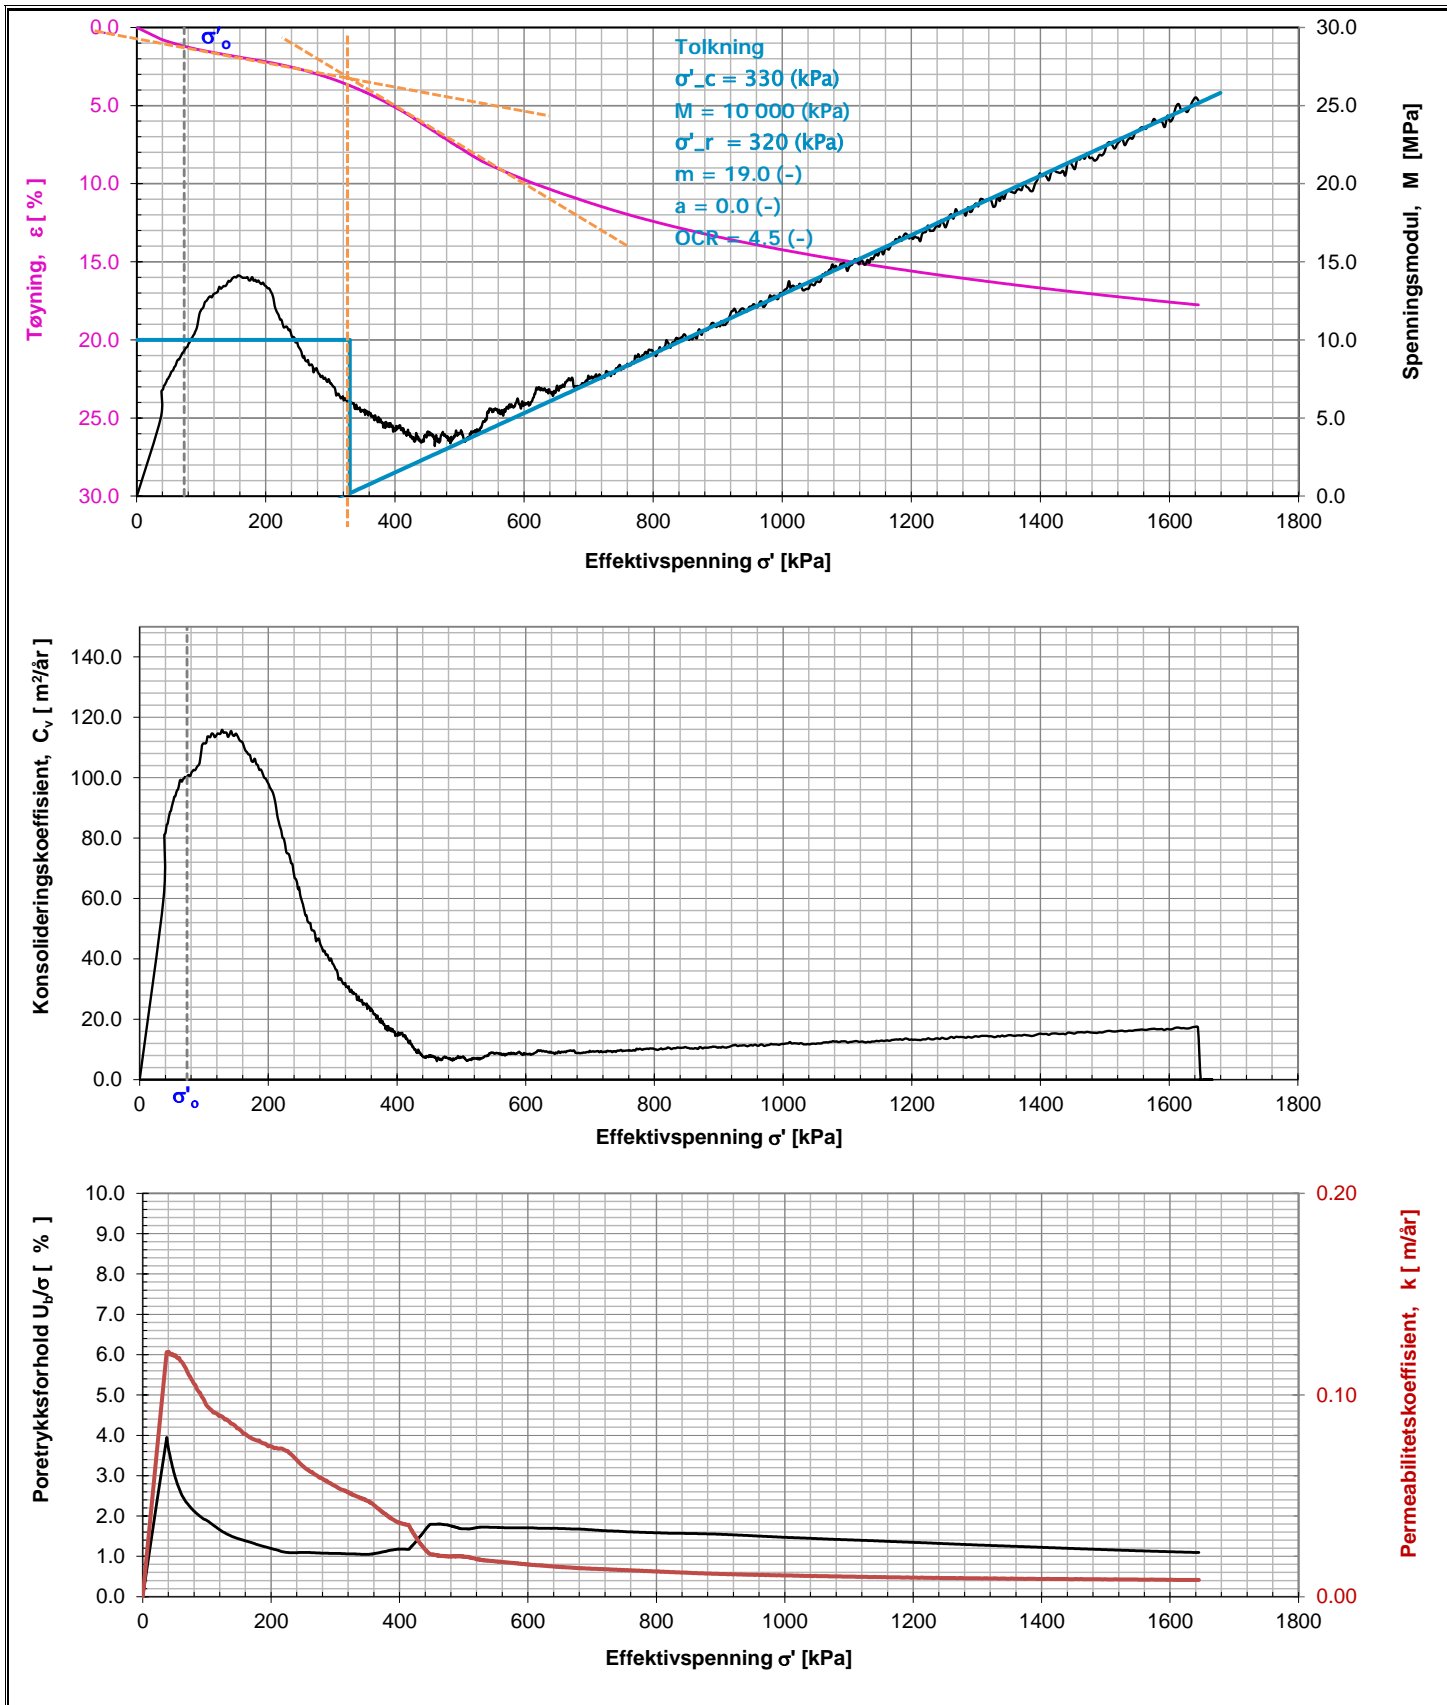 0.0
5.0
10.0
15.0
20.0
25.0
30.0
Tøyning, ε [ % ]
σ'o
Tolkning
σ'_c = 330 (kPa)
M = 10 000 (kPa)
σ'_r = 320 (kPa)
m = 19.0 (-)
a = 0.0 (-)
OCR = 4.5 (-)
30.0
25.0
20.0
15.0
10.0
5.0
0.0
Spenningsmodul, M [MPa]
0 200 400 600 800 1000 1200 1400 1600 1800
Effektivspenning σ' [kPa]
140.0
120.0
100.0
80.0
60.0
40.0
20.0
0.0
Konsolideringskoeffisient, Cv [ m²/år ]
0 200 400 600 800 1000 1200 1400 1600 1800
σ'o
Effektivspenning σ' [kPa]
10.0
9.0
8.0
7.0
6.0
5.0
4.0
3.0
2.0
1.0
0.0
Poretrykksforhold Ub/σ [ % ]
0.20
0.10
0.00
Permeabilitetskoeffisient, k [ m/år]
0 200 400 600 800 1000 1200 1400 1600 1800
Effektivspenning σ' [kPa]